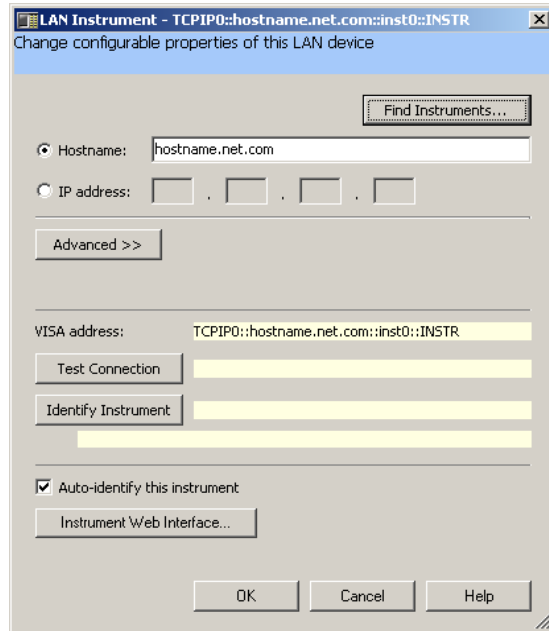 LAN Instrument - TCPIP0::hostname.net.com::inst0::INSTR
Change configurable properties of this LAN device
Find Instruments...
Hostname: hostname.net.com
IP address: . . .
Advanced >>
VISA address: TCPIP0::hostname.net.com::inst0::INSTR
Test Connection
Identify Instrument
Auto-identify this instrument
Instrument Web Interface...
OK Cancel Help